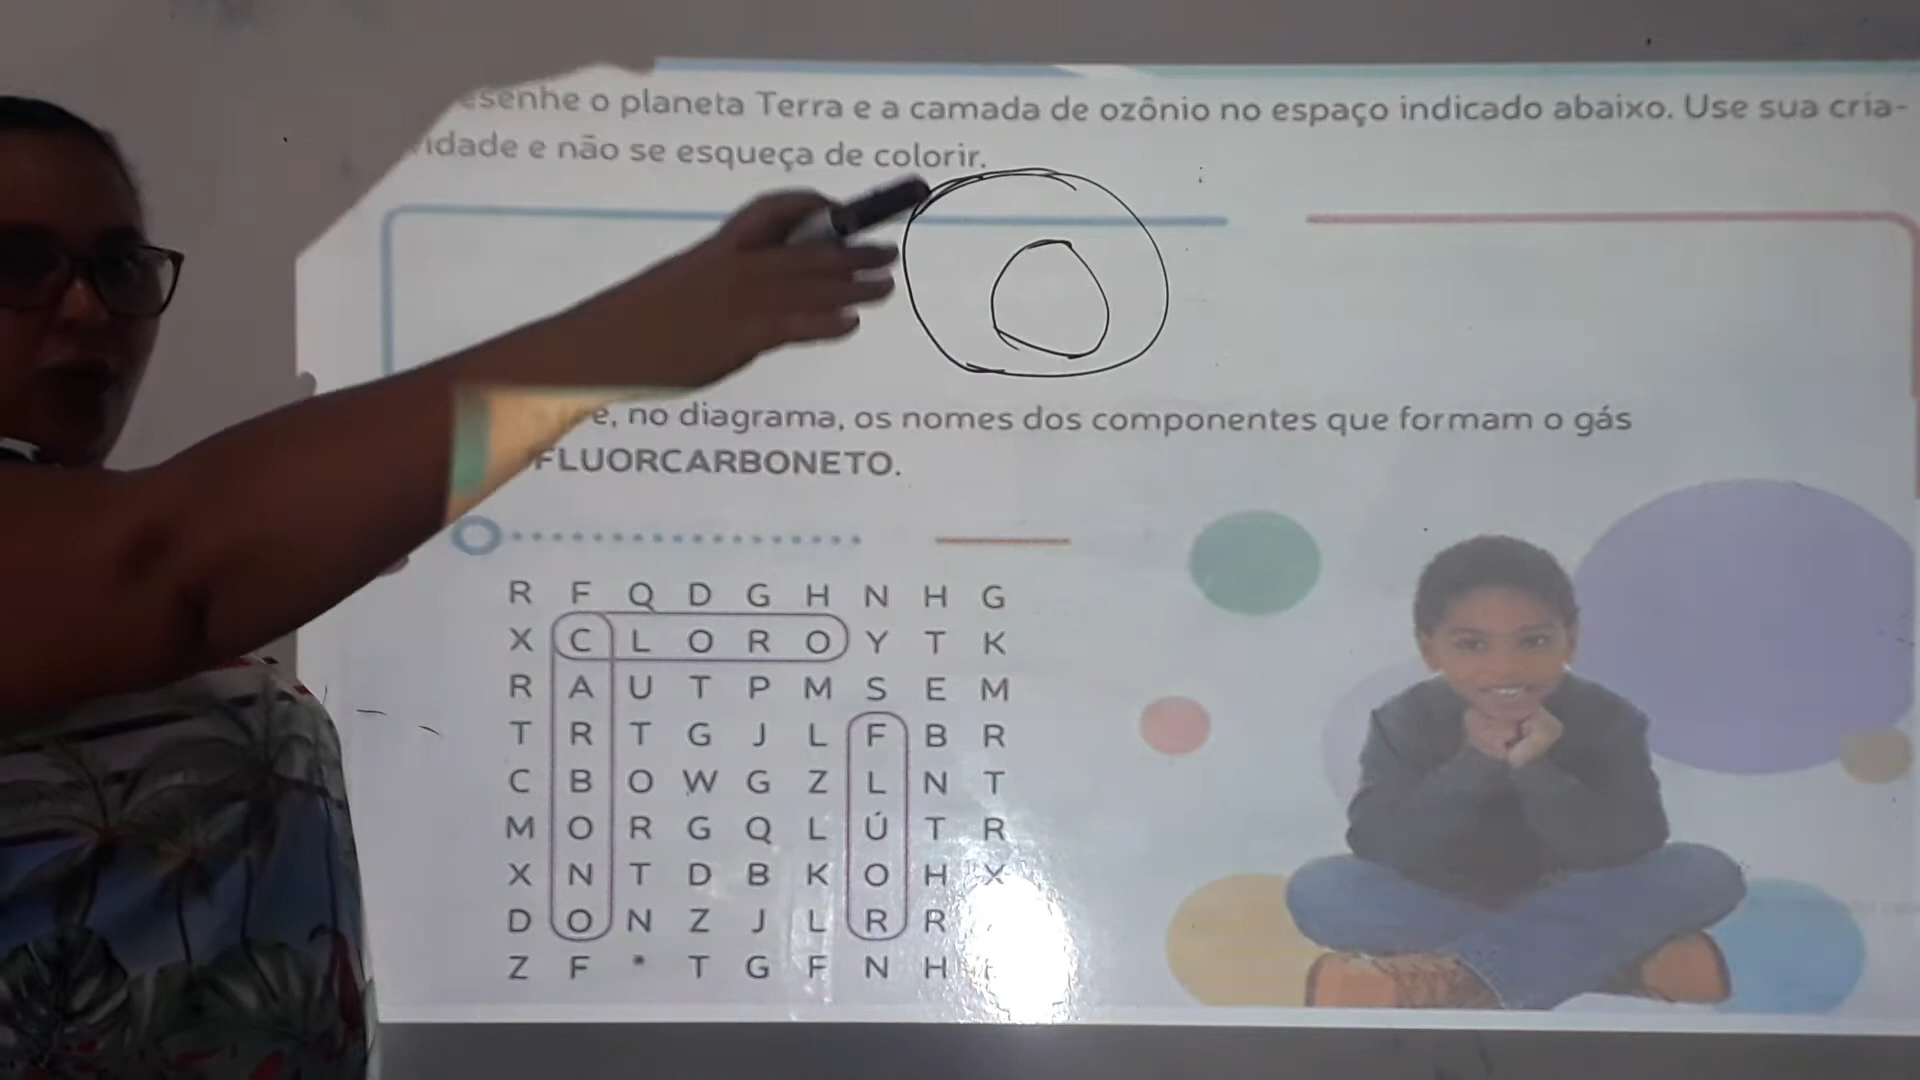 esenhe o planeta Terra e a camada de ozônio no espaço indicado abaixo. Use sua cria-
idade e não se esqueça de colorir.
e, no diagrama, os nomes dos componentes que formam o gás
FLUORCARBONETO.
R F Q D G H N H G
X C L O R O Y T K
R A U T P M S E M
T R T G J L F B R
C B O W G Z L N T
M O R G Q L Ú T R
X N T D B K O H X
D O N Z J L R R
Z F * T G F N H